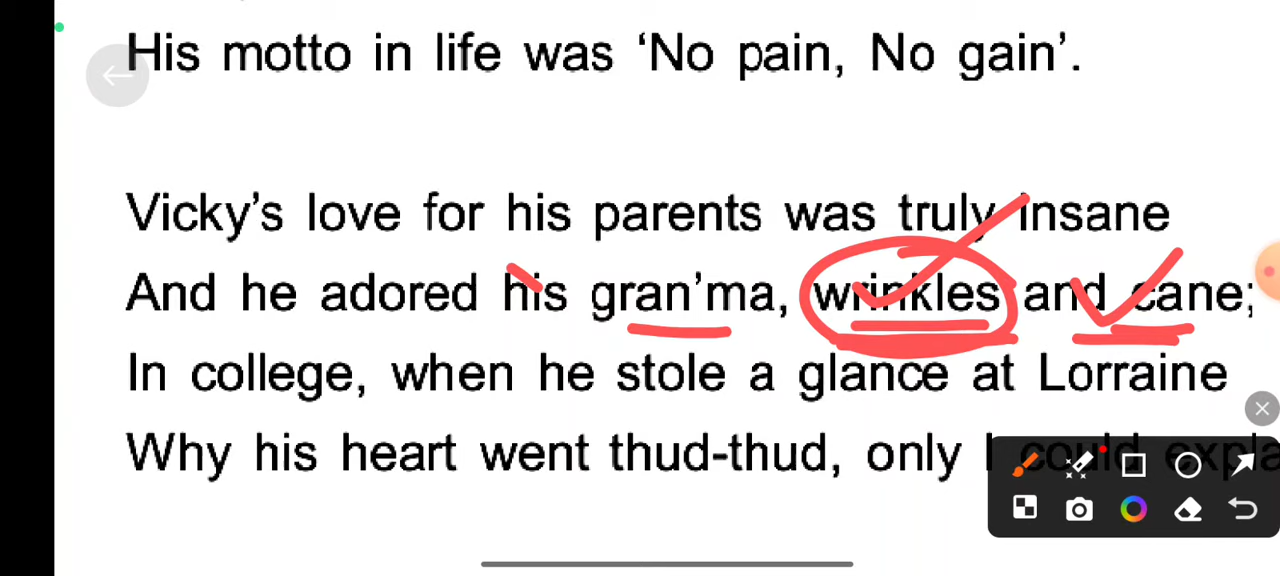 His motto in life was ‘No pain, No gain’.
Vicky’s love for his parents was truly insane
And he adored his gran’ma, wrinkles and cane;
In college, when he stole a glance at Lorraine
Why his heart went thud-thud, only I could